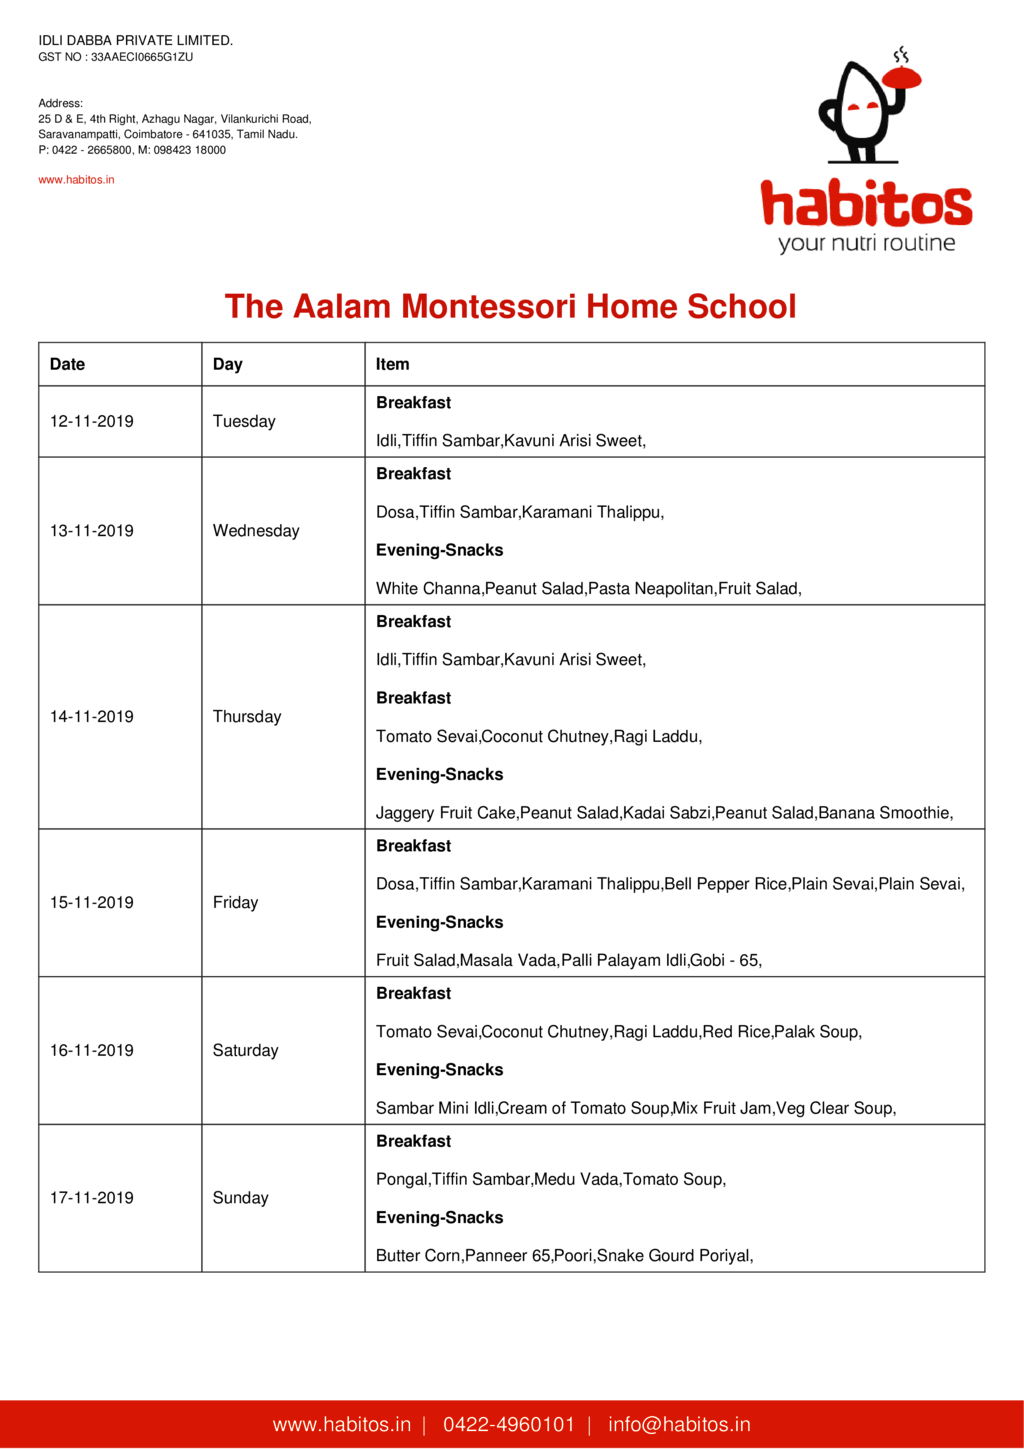 IDLI DABBA PRIVATE LIMITED.
GST NO : 33AAECI0665G1ZU
Address:
25 D & E, 4th Right, Azhagu Nagar, Vilankurichi Road,
Saravanampatti, Coimbatore - 641035, Tamil Nadu.
P: 0422 - 2665800, M: 098423 18000
www.habitos.in
habitos
your nutri routine
The Aalam Montessori Home School
Date Day Item
12-11-2019 Tuesday
Breakfast
Idli,Tiffin Sambar,Kavuni Arisi Sweet,
13-11-2019 Wednesday
Breakfast
Dosa,Tiffin Sambar,Karamani Thalippu,
Evening-Snacks
White Channa,Peanut Salad,Pasta Neapolitan,Fruit Salad,
14-11-2019 Thursday
Breakfast
Idli,Tiffin Sambar,Kavuni Arisi Sweet,
Breakfast
Tomato Sevai,Coconut Chutney,Ragi Laddu,
Evening-Snacks
Jaggery Fruit Cake,Peanut Salad,Kadai Sabzi,Peanut Salad,Banana Smoothie,
15-11-2019 Friday
Breakfast
Dosa,Tiffin Sambar,Karamani Thalippu,Bell Pepper Rice,Plain Sevai,Plain Sevai,
Evening-Snacks
Fruit Salad,Masala Vada,Palli Palayam Idli,Gobi - 65,
16-11-2019 Saturday
Breakfast
Tomato Sevai,Coconut Chutney,Ragi Laddu,Red Rice,Palak Soup,
Evening-Snacks
Sambar Mini Idli,Cream of Tomato Soup,Mix Fruit Jam,Veg Clear Soup,
17-11-2019 Sunday
Breakfast
Pongal,Tiffin Sambar,Medu Vada,Tomato Soup,
Evening-Snacks
Butter Corn,Panneer 65,Poori,Snake Gourd Poriyal,
www.habitos.in | 0422-4960101 | info@habitos.in